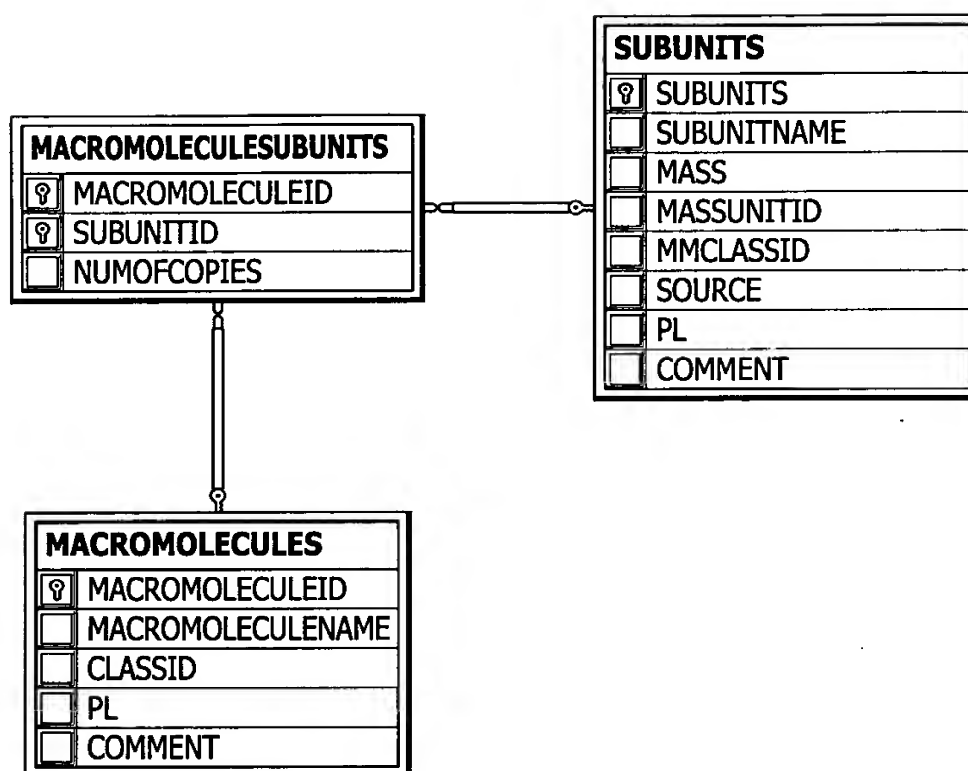 SUBUNITS
SUBUNITS
SUBUNITNAME
MASS
MASSUNITID
MMCLASSID
SOURCE
PL
COMMENT
MACROMOLECULESUBUNITS
MACROMOLECULEID
SUBUNITID
NUMOFCOPIES
MACROMOLECULES
MACROMOLECULEID
MACROMOLECULENAME
CLASSID
PL
COMMENT